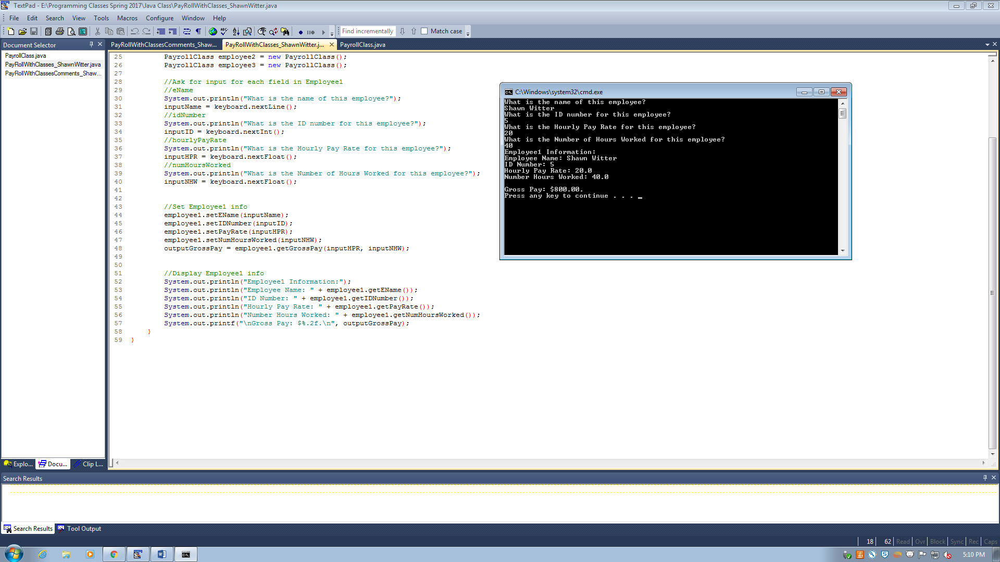 TextPad - E:\Programming Classes Spring 2017\Java Class\PayRollWithClasses_ShawnWitter.java
File Edit Search View Tools Macros Configure Window Help
Find incrementally Match case
Document Selector
PayrollClass.java
PayRollWithClasses_ShawnWitter.java
PayRollWithClassesComments_Shaw...
PayRollWithClassesComments_Shaw... PayRollWithClasses_ShawnWitter.j... PayrollClass.java
25 PayrollClass employee2 = new PayrollClass();
26 PayrollClass employee3 = new PayrollClass();
27
28 //Ask for input for each field in Employee1
29 //eName
30 System.out.println("What is the name of this employee?");
31 inputName = keyboard.nextLine();
32 //idNumber
33 System.out.println("What is the ID number for this employee?");
34 inputID = keyboard.nextInt();
35 //hourlyPayRate
36 System.out.println("What is the Hourly Pay Rate for this employee?");
37 inputHPR = keyboard.nextFloat();
38 //numHoursWorked
39 System.out.println("What is the Number of Hours Worked for this employee?");
40 inputNHW = keyboard.nextFloat();
41
42
43 //Set Employee1 info
44 employee1.setEName(inputName);
45 employee1.setIDNumber(inputID);
46 employee1.setPayRate(inputHPR);
47 employee1.setNumHoursWorked(inputNHW);
48 outputGrossPay = employee1.getGrossPay(inputHPR, inputNHW);
49
50
51 //Display Employee1 info
52 System.out.println("Employee1 Information:");
53 System.out.println("Employee Name: " + employee1.getEName());
54 System.out.println("ID Number: " + employee1.getIDNumber());
55 System.out.println("Hourly Pay Rate: " + employee1.getPayRate());
56 System.out.println("Number Hours Worked: " + employee1.getNumHoursWorked());
57 System.out.printf("\nGross Pay: $%.2f.\n", outputGrossPay);
58 }
59 }
C:\Windows\system32\cmd.exe
What is the name of this employee?
Shawn Witter
What is the ID number for this employee?
5
What is the Hourly Pay Rate for this employee?
20
What is the Number of Hours Worked for this employee?
40
Employee1 Information:
Employee Name: Shawn Witter
ID Number: 5
Hourly Pay Rate: 20.0
Number Hours Worked: 40.0
Gross Pay: $800.00.
Press any key to continue . . . _
Explo... Docu... Clip L...
Search Results
Search Results Tool Output
18 62 Read Ovr Block Sync Rec Caps
5:10 PM